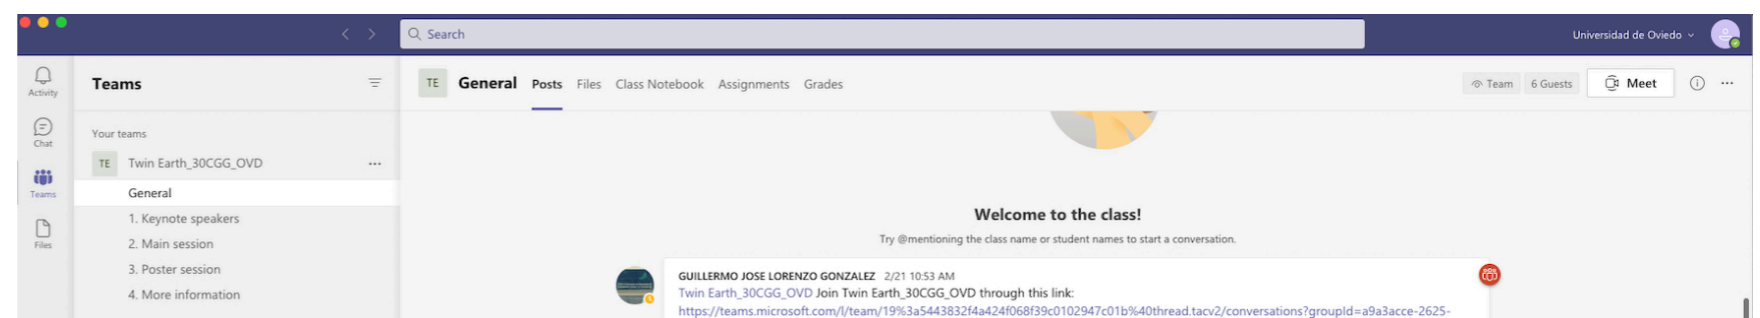 Search
Universidad de Oviedo
Activity
Chat
Teams
Files
Teams
Your teams
TE Twin Earth_30CGG_OVD ...
General
1. Keynote speakers
2. Main session
3. Poster session
4. More information
TE General Posts Files Class Notebook Assignments Grades
Team 6 Guests Meet ...
Welcome to the class!
Try @mentioning the class name or student names to start a conversation.
GUILLERMO JOSE LORENZO GONZALEZ 2/21 10:53 AM
Twin Earth_30CGG_OVD Join Twin Earth_30CGG_OVD through this link:
https://teams.microsoft.com/l/team/19%3a5443832f4a424f068f39c0102947c01b%40thread.tacv2/conversations?groupId=a9a3acce-2625-